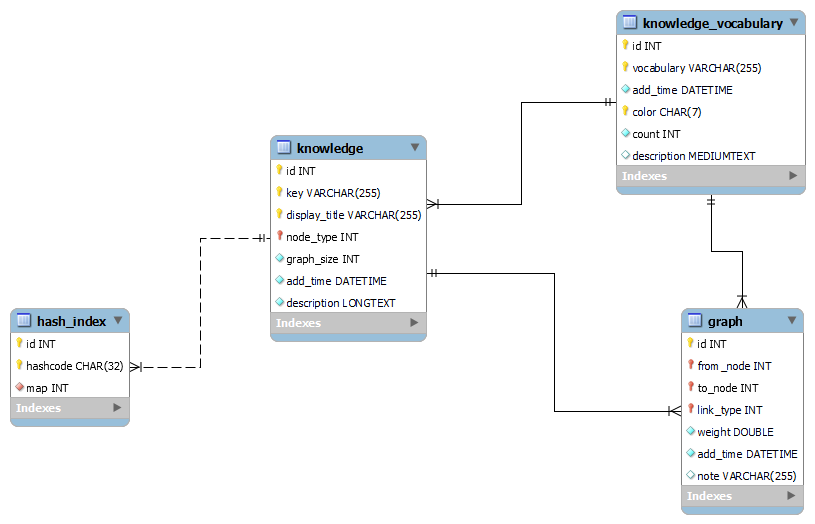 knowledge_vocabulary
id INT
vocabulary VARCHAR(255)
add_time DATETIME
color CHAR(7)
count INT
description MEDIUMTEXT
Indexes
knowledge
id INT
key VARCHAR(255)
display_title VARCHAR(255)
node_type INT
graph_size INT
add_time DATETIME
description LONGTEXT
Indexes
hash_index
id INT
hashcode CHAR(32)
map INT
Indexes
graph
id INT
from_node INT
to_node INT
link_type INT
weight DOUBLE
add_time DATETIME
note VARCHAR(255)
Indexes